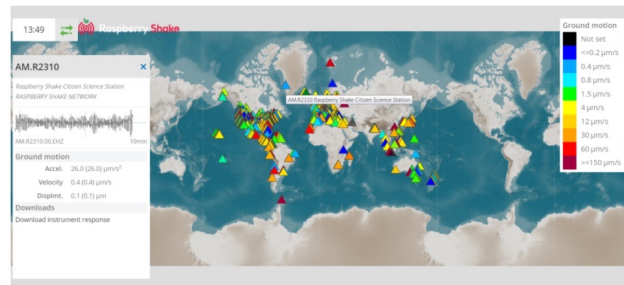 13:49
Raspberry Shake
AM.R2310
×
Raspberry Shake Citizen Science Station
RASPBERRY SHAKE NETWORK
AM.R2310.00.EHZ 10min
Ground motion
Accel. 26.0 (26.0) μm/s²
Velocity 0.4 (0.4) μm/s
Displmt. 0.1 (0.1) μm
Downloads
Download instrument response
AM.R2310 Raspberry Shake Citizen Science Station
Ground motion
Not set
<=0.2 μm/s
0.4 μm/s
0.8 μm/s
1.5 μm/s
4 μm/s
12 μm/s
30 μm/s
60 μm/s
>=150 μm/s